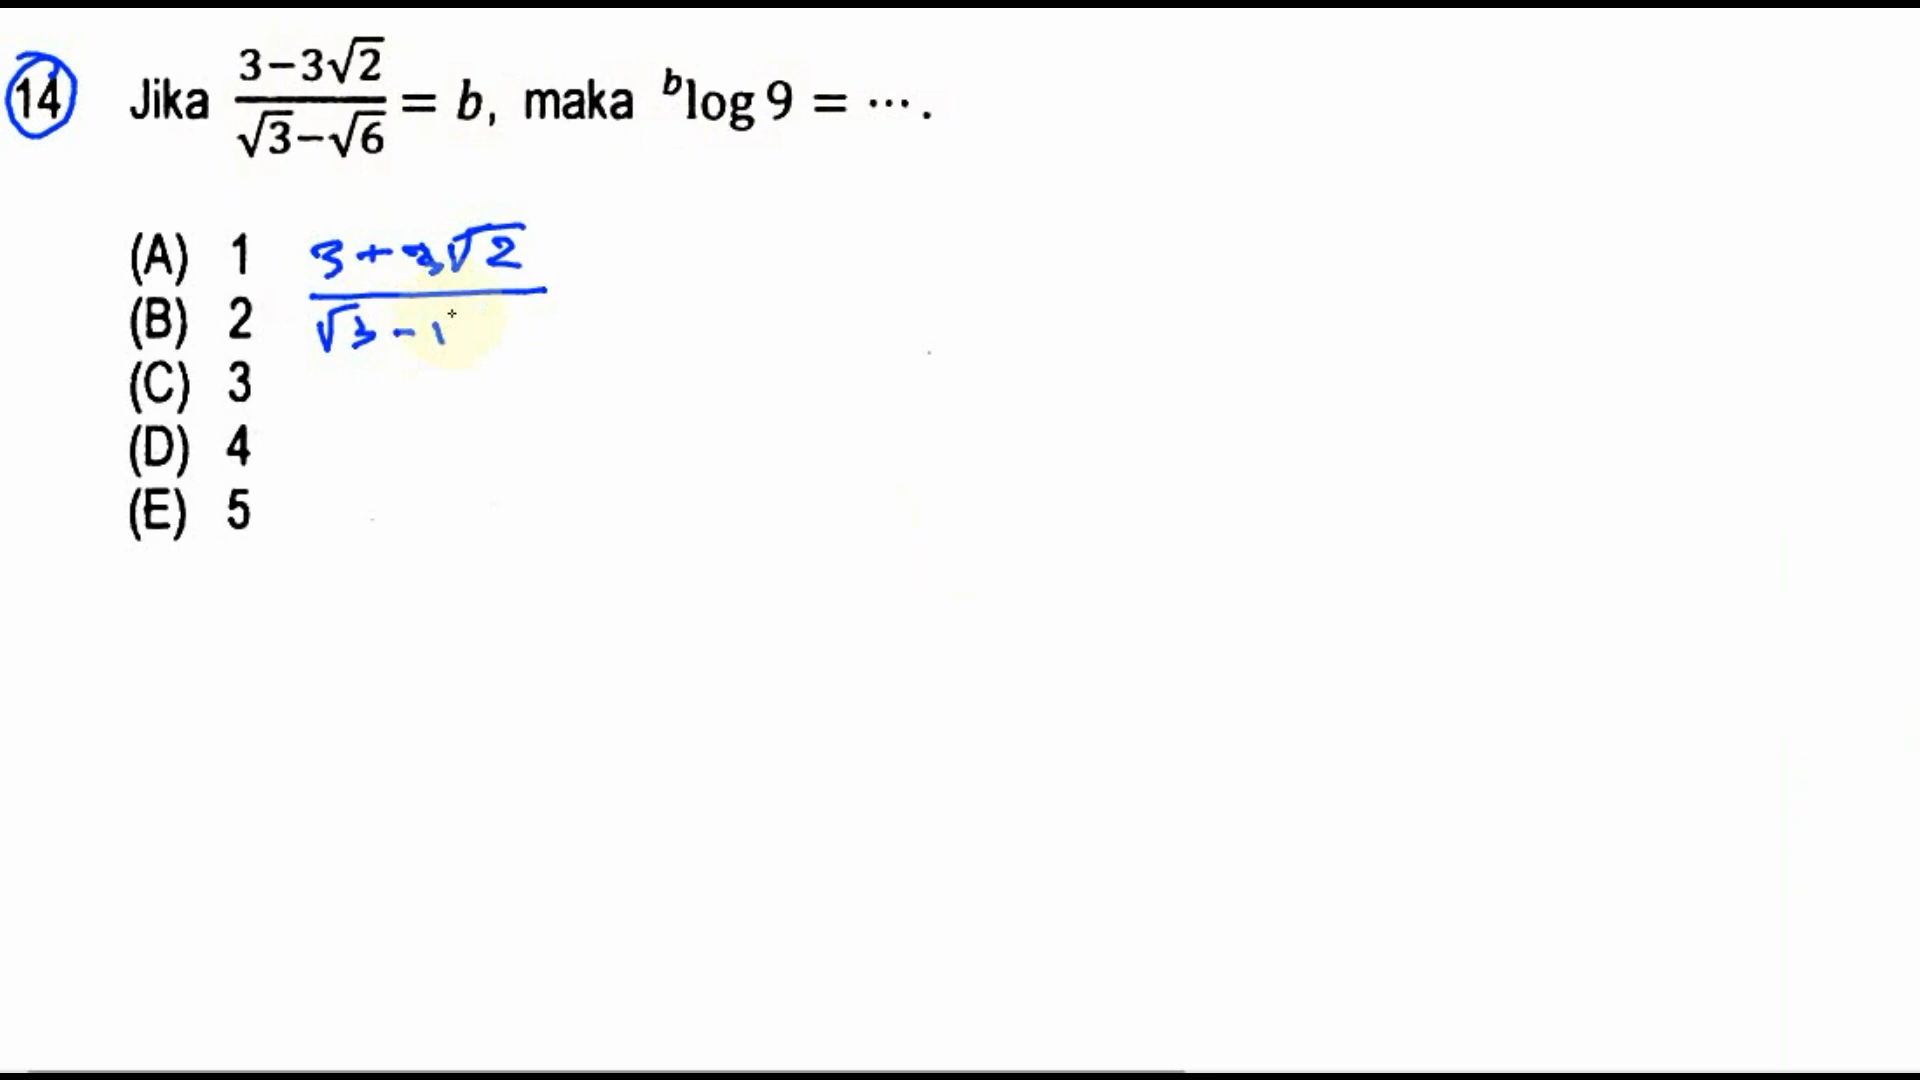 14 Jika (3−3√2)/(√3−√6) = b, maka ᵇlog 9 = ⋯ .
(A) 1
(B) 2
(C) 3
(D) 4
(E) 5
3 + 3√2
√3 -